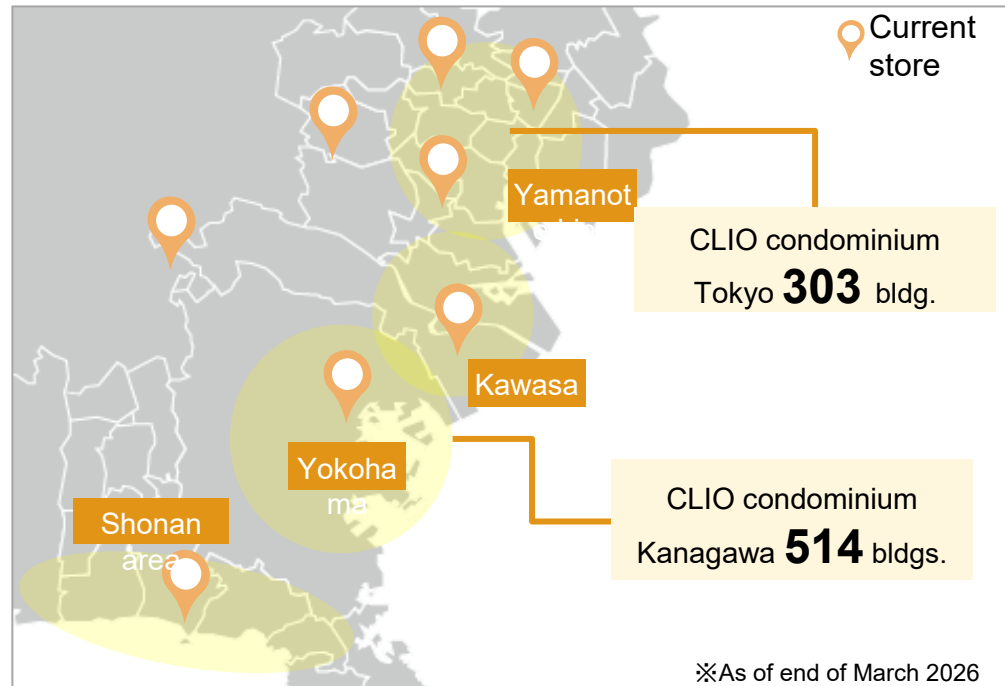 Current
store
Yamanot
CLIO condominium
Tokyo 303 bldg.
Kawasa
Yokoha
ma
CLIO condominium
Kanagawa 514 bldgs.
Shonan
area
※As of end of March 2026